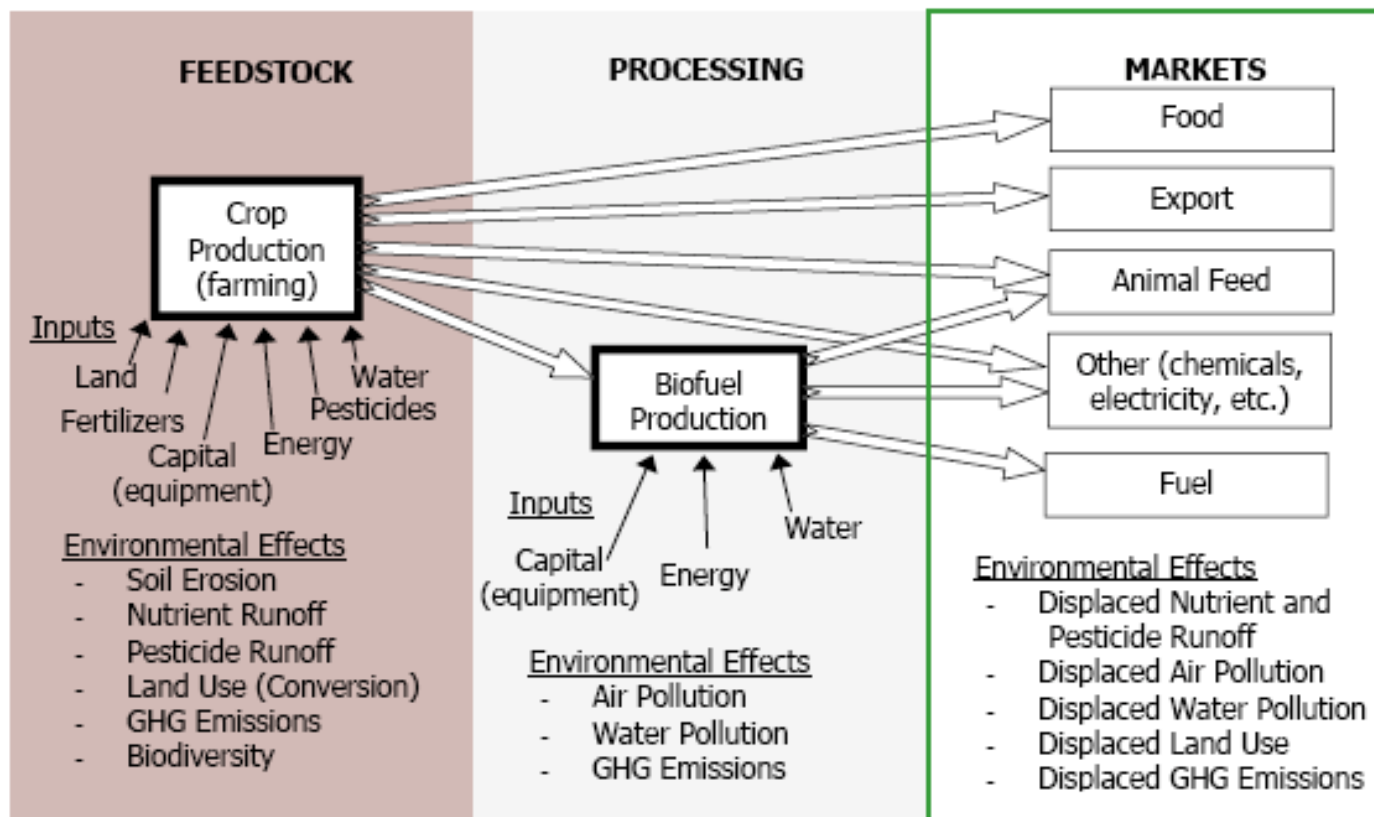 FEEDSTOCK
Crop
Production
(farming)
Inputs
Land
Fertilizers
Capital
(equipment)
Energy
Pesticides
Water
Environmental Effects
- Soil Erosion
- Nutrient Runoff
- Pesticide Runoff
- Land Use (Conversion)
- GHG Emissions
- Biodiversity
PROCESSING
Biofuel
Production
Inputs
Capital
(equipment)
Energy
Water
Environmental Effects
- Air Pollution
- Water Pollution
- GHG Emissions
MARKETS
Food
Export
Animal Feed
Other (chemicals,
electricity, etc.)
Fuel
Environmental Effects
- Displaced Nutrient and
Pesticide Runoff
- Displaced Air Pollution
- Displaced Water Pollution
- Displaced Land Use
- Displaced GHG Emissions